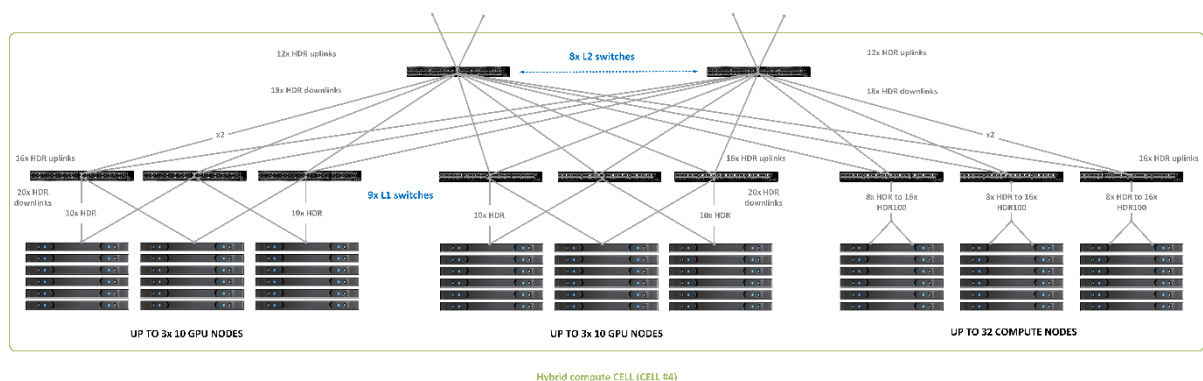 12x HDR uplinks
8x L2 switches
12x HDR uplinks
18x HDR downlinks
18x HDR downlinks
x2
x2
16x HDR uplinks
16x HDR uplinks
16x HDR uplinks
20x HDR
downlinks
9x L1 switches
20x HDR
downlinks
10x HDR
10x HDR
10x HDR
10x HDR
8x HDR to 16x
HDR100
8x HDR to 16x
HDR100
8x HDR to 16x
HDR100
UP TO 3x 10 GPU NODES
UP TO 3x 10 GPU NODES
UP TO 32 COMPUTE NODES
Hybrid compute CELL (CELL #4)